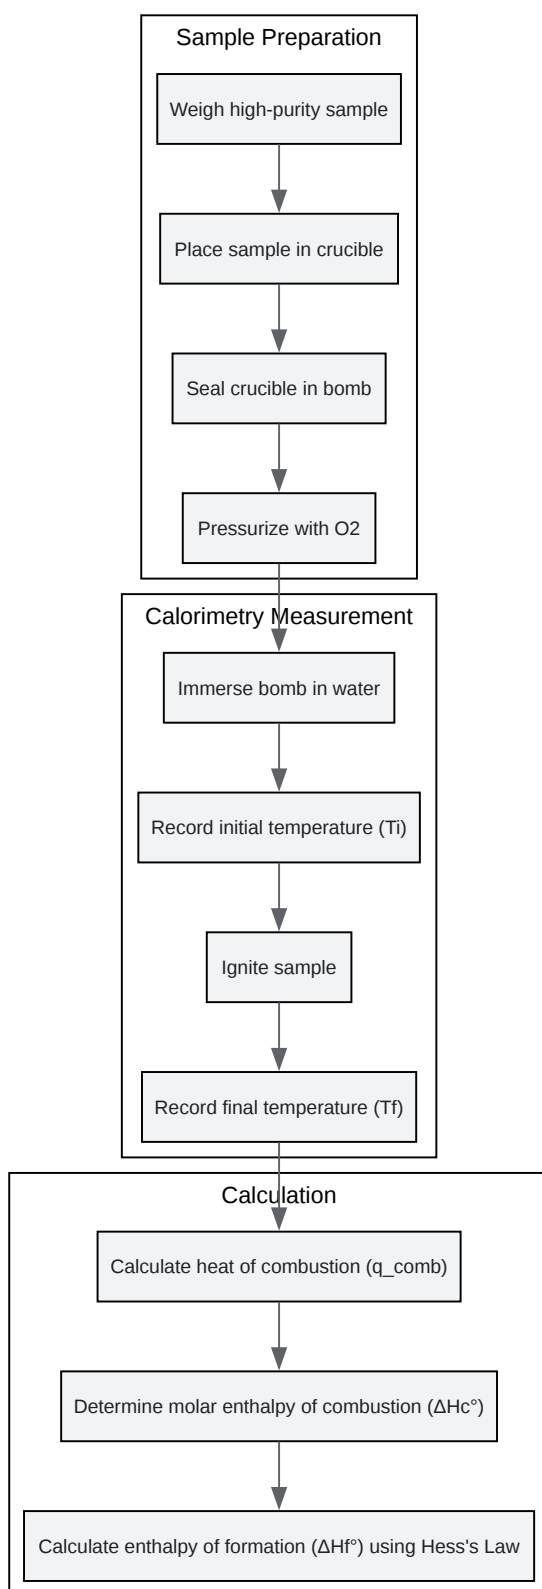 Sample Preparation
Weigh high-purity sample
Place sample in crucible
Seal crucible in bomb
Pressurize with O2
Calorimetry Measurement
Immerse bomb in water
Record initial temperature (Ti)
Ignite sample
Record final temperature (Tf)
Calculation
Calculate heat of combustion (q_comb)
Determine molar enthalpy of combustion (ΔHc°)
Calculate enthalpy of formation (ΔHf°) using Hess's Law